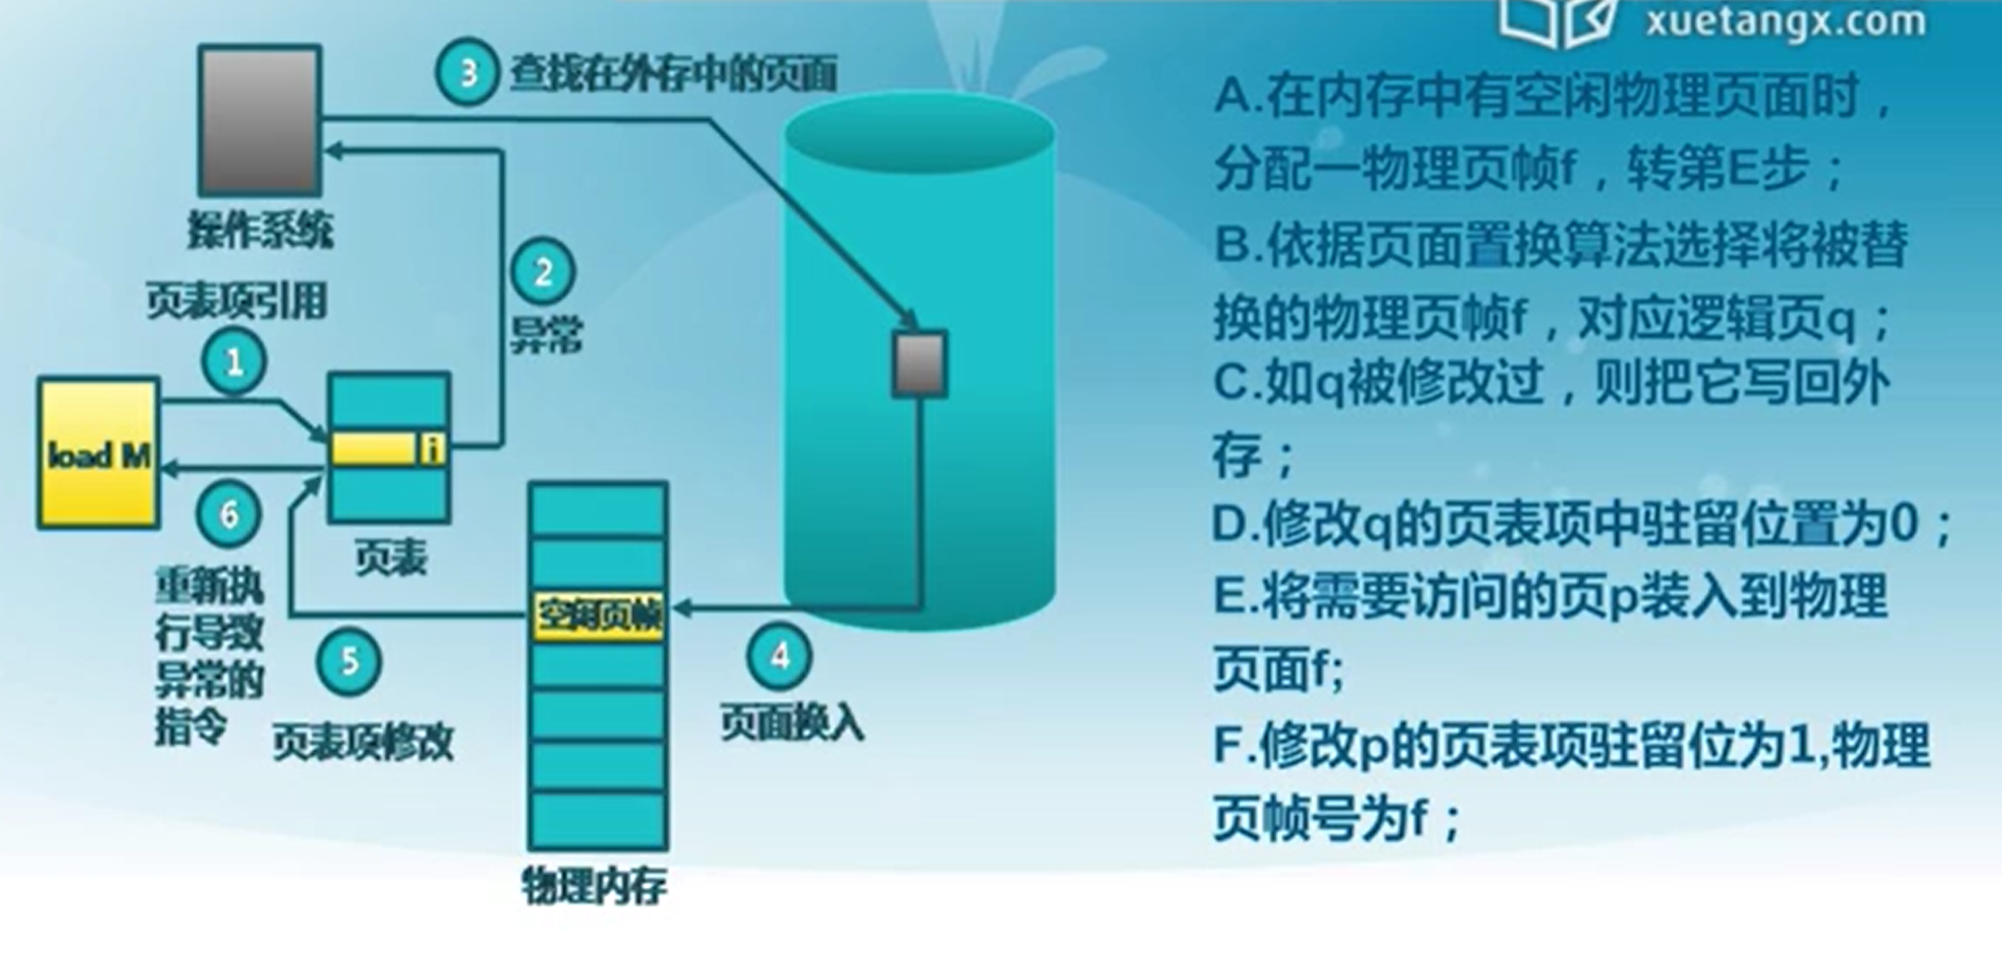 xuetangx.com
3 查找在外存中的页面
操作系统
2
异常
页表项引用
1
load M
i
6
页表
重新执
行导致
异常的
指令
5
页表项修改
空闲页帧
4
页面换入
物理内存
A.在内存中有空闲物理页面时，
分配一物理页帧f，转第E步；
B.依据页面置换算法选择将被替
换的物理页帧f，对应逻辑页q；
C.如q被修改过，则把它写回外
存；
D.修改q的页表项中驻留位置为0；
E.将需要访问的页p装入到物理
页面f;
F.修改p的页表项驻留位为1,物理
页帧号为f；